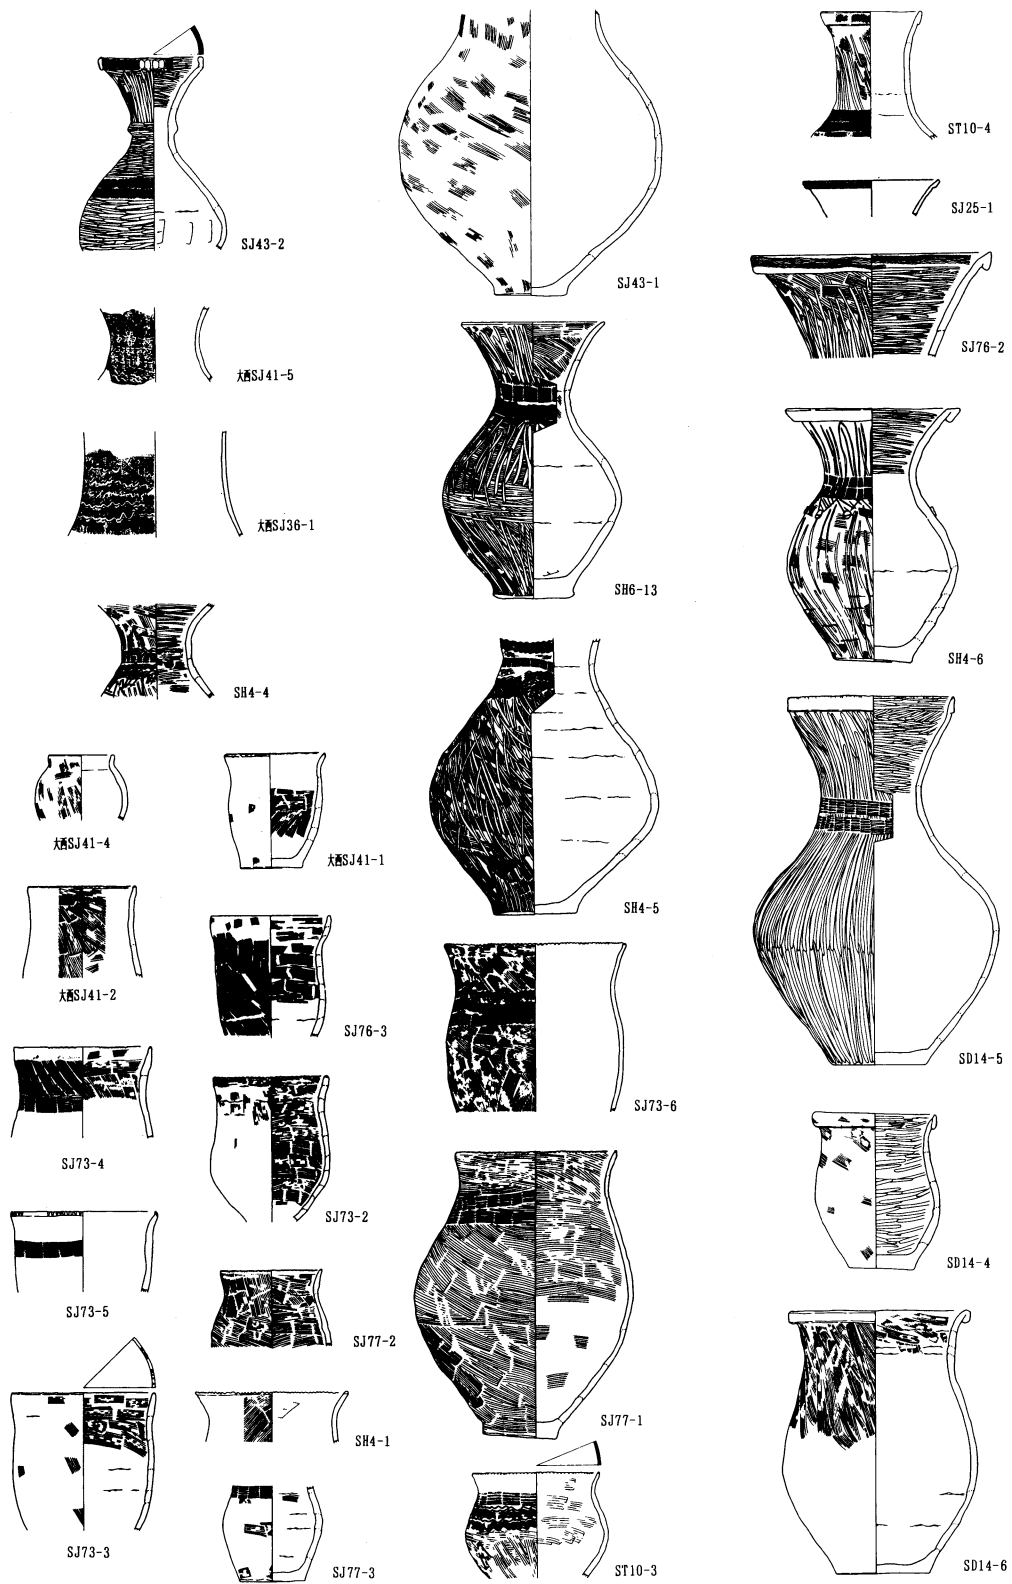 SJ43-2
大西SJ41-5
大西SJ36-1
SH4-4
大西SJ41-4
大西SJ41-1
大西SJ41-2
SJ76-3
SJ73-4
SJ73-2
SJ73-5
SJ77-2
SJ73-3
SH4-1
SJ77-3
SJ43-1
SH6-13
SH4-5
SJ73-6
SJ77-1
ST10-3
ST10-4
SJ25-1
SJ76-2
SH4-6
SD14-5
SD14-4
SD14-6